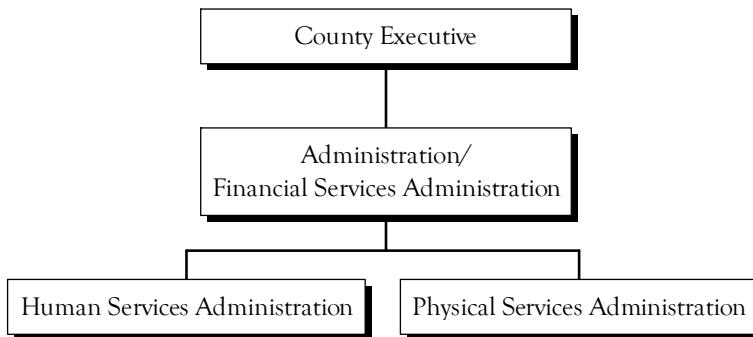 County Executive
Administration/
Financial Services Administration
Human Services Administration
Physical Services Administration